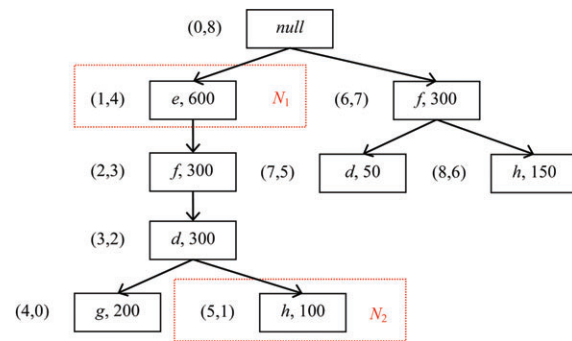 (0,8) null
(1,4) e, 600 N₁ (6,7) f, 300
(2,3) f, 300 (7,5) d, 50 (8,6) h, 150
(3,2) d, 300
(4,0) g, 200 (5,1) h, 100 N₂